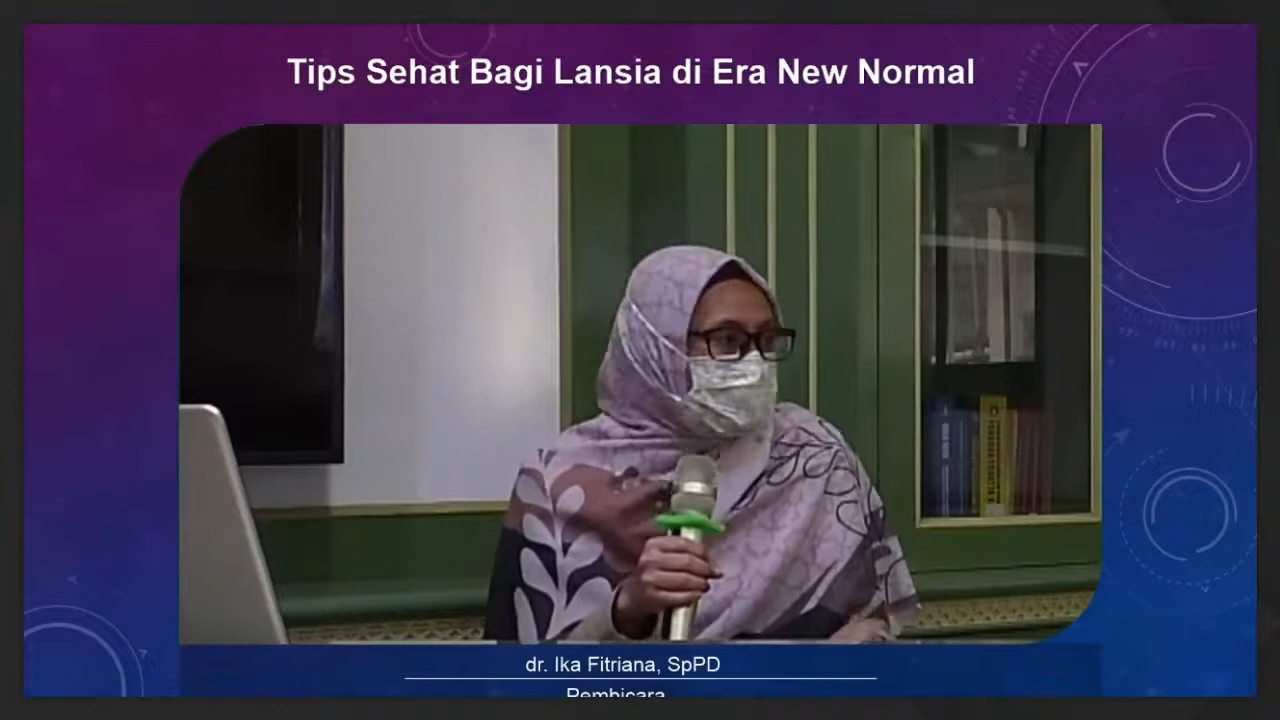 Tips Sehat Bagi Lansia di Era New Normal
dr. Ika Fitriana, SpPD
Pembicara